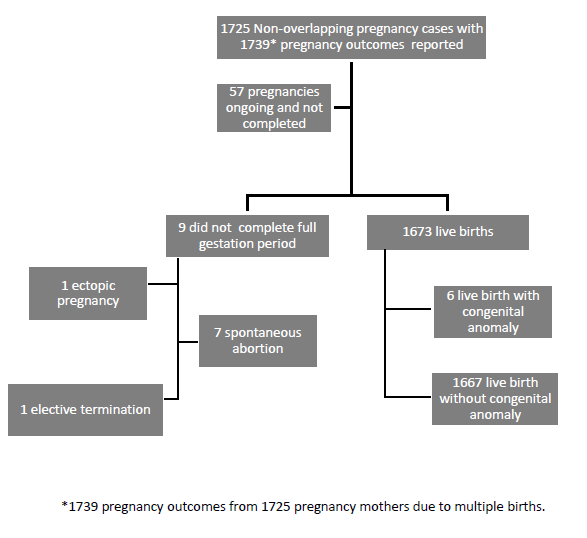 1725 Non-overlapping pregnancy cases with
1739* pregnancy outcomes reported
57 pregnancies
ongoing and not
completed
9 did not complete full
gestation period
1673 live births
1 ectopic
pregnancy
6 live birth with
congenital
anomaly
7 spontaneous
abortion
1 elective termination
1667 live birth
without congenital
anomaly
*1739 pregnancy outcomes from 1725 pregnancy mothers due to multiple births.